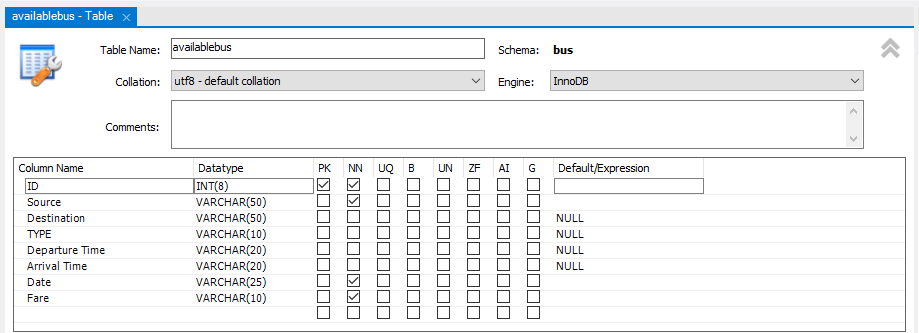 availablebus - Table ×
Table Name: availablebus Schema: bus
Collation: utf8 - default collation Engine: InnoDB
Comments:
Column Name Datatype PK NN UQ B UN ZF AI G Default/Expression
ID INT(8)
Source VARCHAR(50)
Destination VARCHAR(50) NULL
TYPE VARCHAR(10) NULL
Departure Time VARCHAR(20) NULL
Arrival Time VARCHAR(20) NULL
Date VARCHAR(25)
Fare VARCHAR(10)